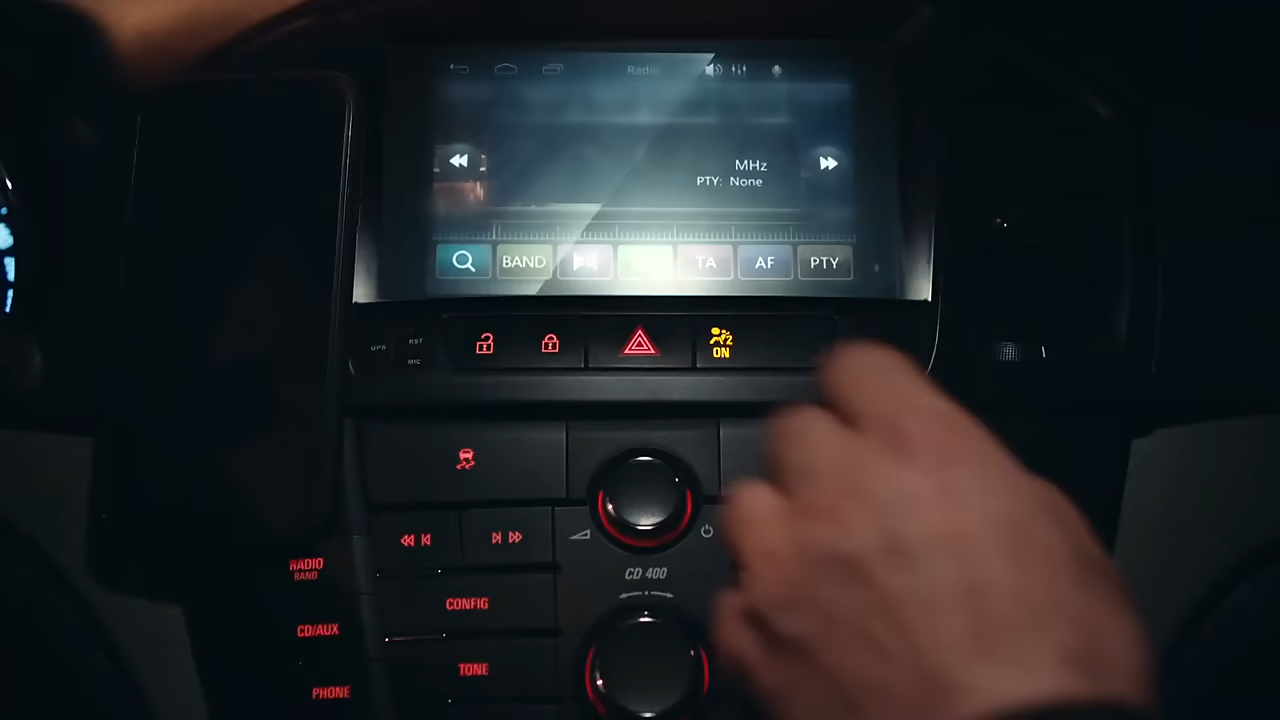 Radio
MHz
PTY: None
BAND
TA
AF
PTY
GPS
RST
MIC
2
ON
CD 400
RADIO
BAND
CONFIG
CD/AUX
TONE
PHONE